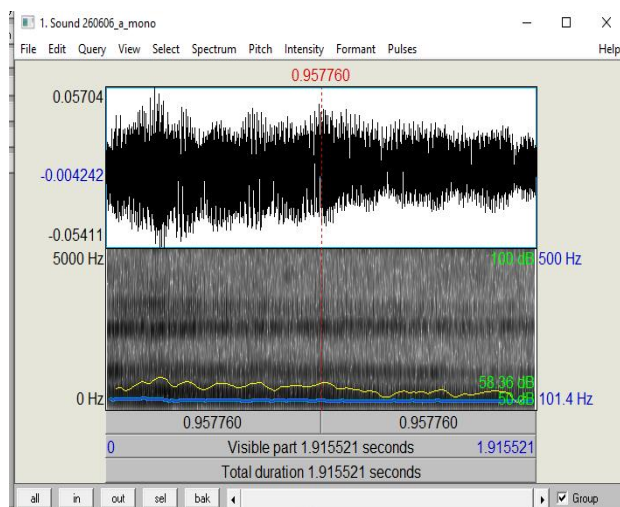 1. Sound 260606_a_mono
File Edit Query View Select Spectrum Pitch Intensity Formant Pulses Help
0.957760
0.05704
-0.004242
-0.05411
5000 Hz 100 dB 500 Hz
58.36 dB
0 Hz 50 dB 101.4 Hz
0.957760 0.957760
0 Visible part 1.915521 seconds 1.915521
Total duration 1.915521 seconds
all in out sel bak Group